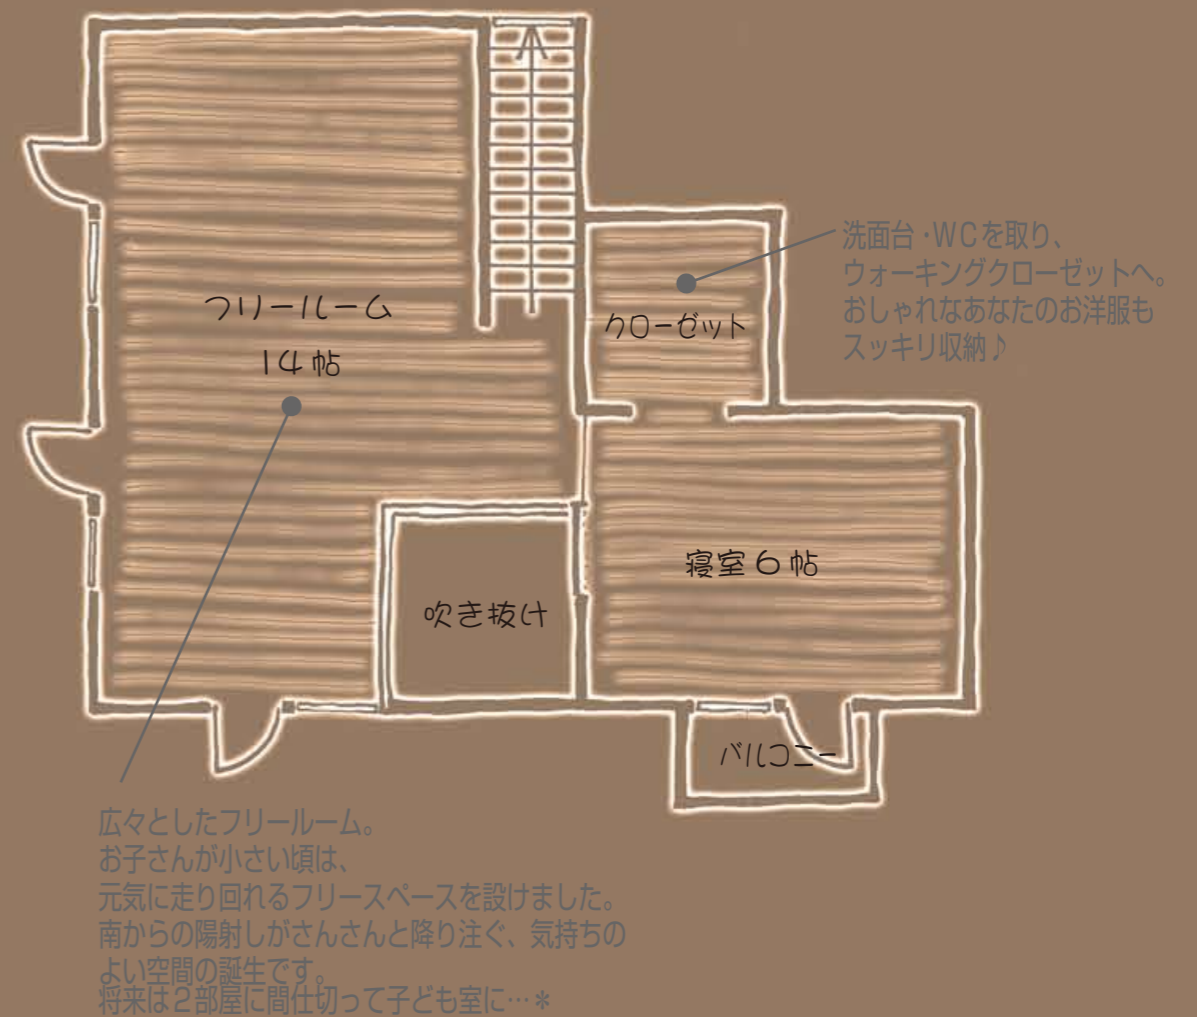 フリールーム
14帖
クローゼット
洗面台・WCを取り、
ウォーキングクローゼットへ。
おしゃれなあなたのお洋服も
スッキリ収納♪
寝室6帖
吹き抜け
バルコニー
広々としたフリールーム。
お子さんが小さい頃は、
元気に走り回れるフリースペースを設けました。
南からの陽射しがさんさんと降り注ぐ、気持ちの
よい空間の誕生です。
将来は2部屋に間仕切って子ども室に…＊